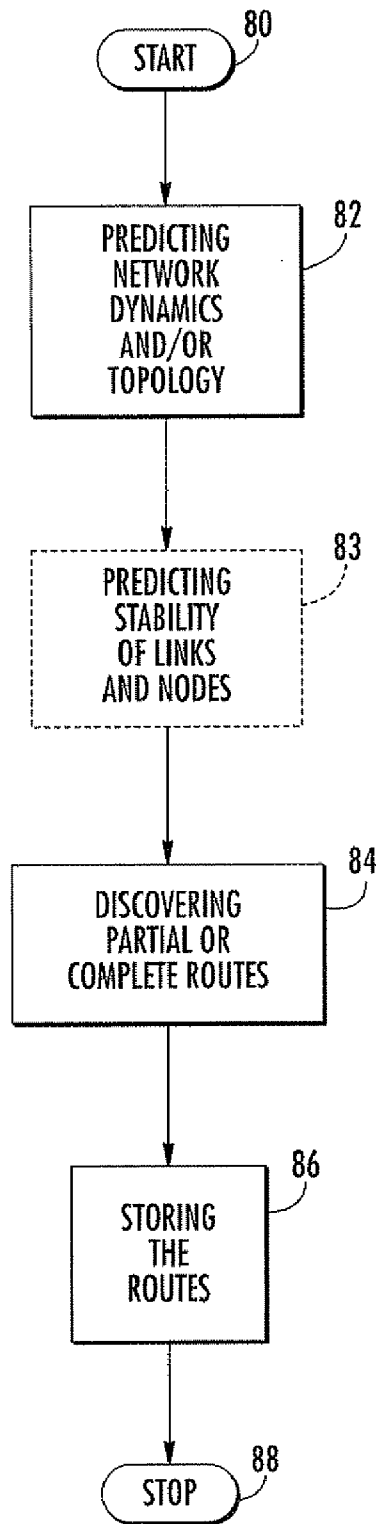 80
START
82
PREDICTING
NETWORK
DYNAMICS
AND/OR
TOPOLOGY
83
PREDICTING
STABILITY
OF LINKS
AND NODES
84
DISCOVERING
PARTIAL OR
COMPLETE ROUTES
86
STORING
THE
ROUTES
88
STOP